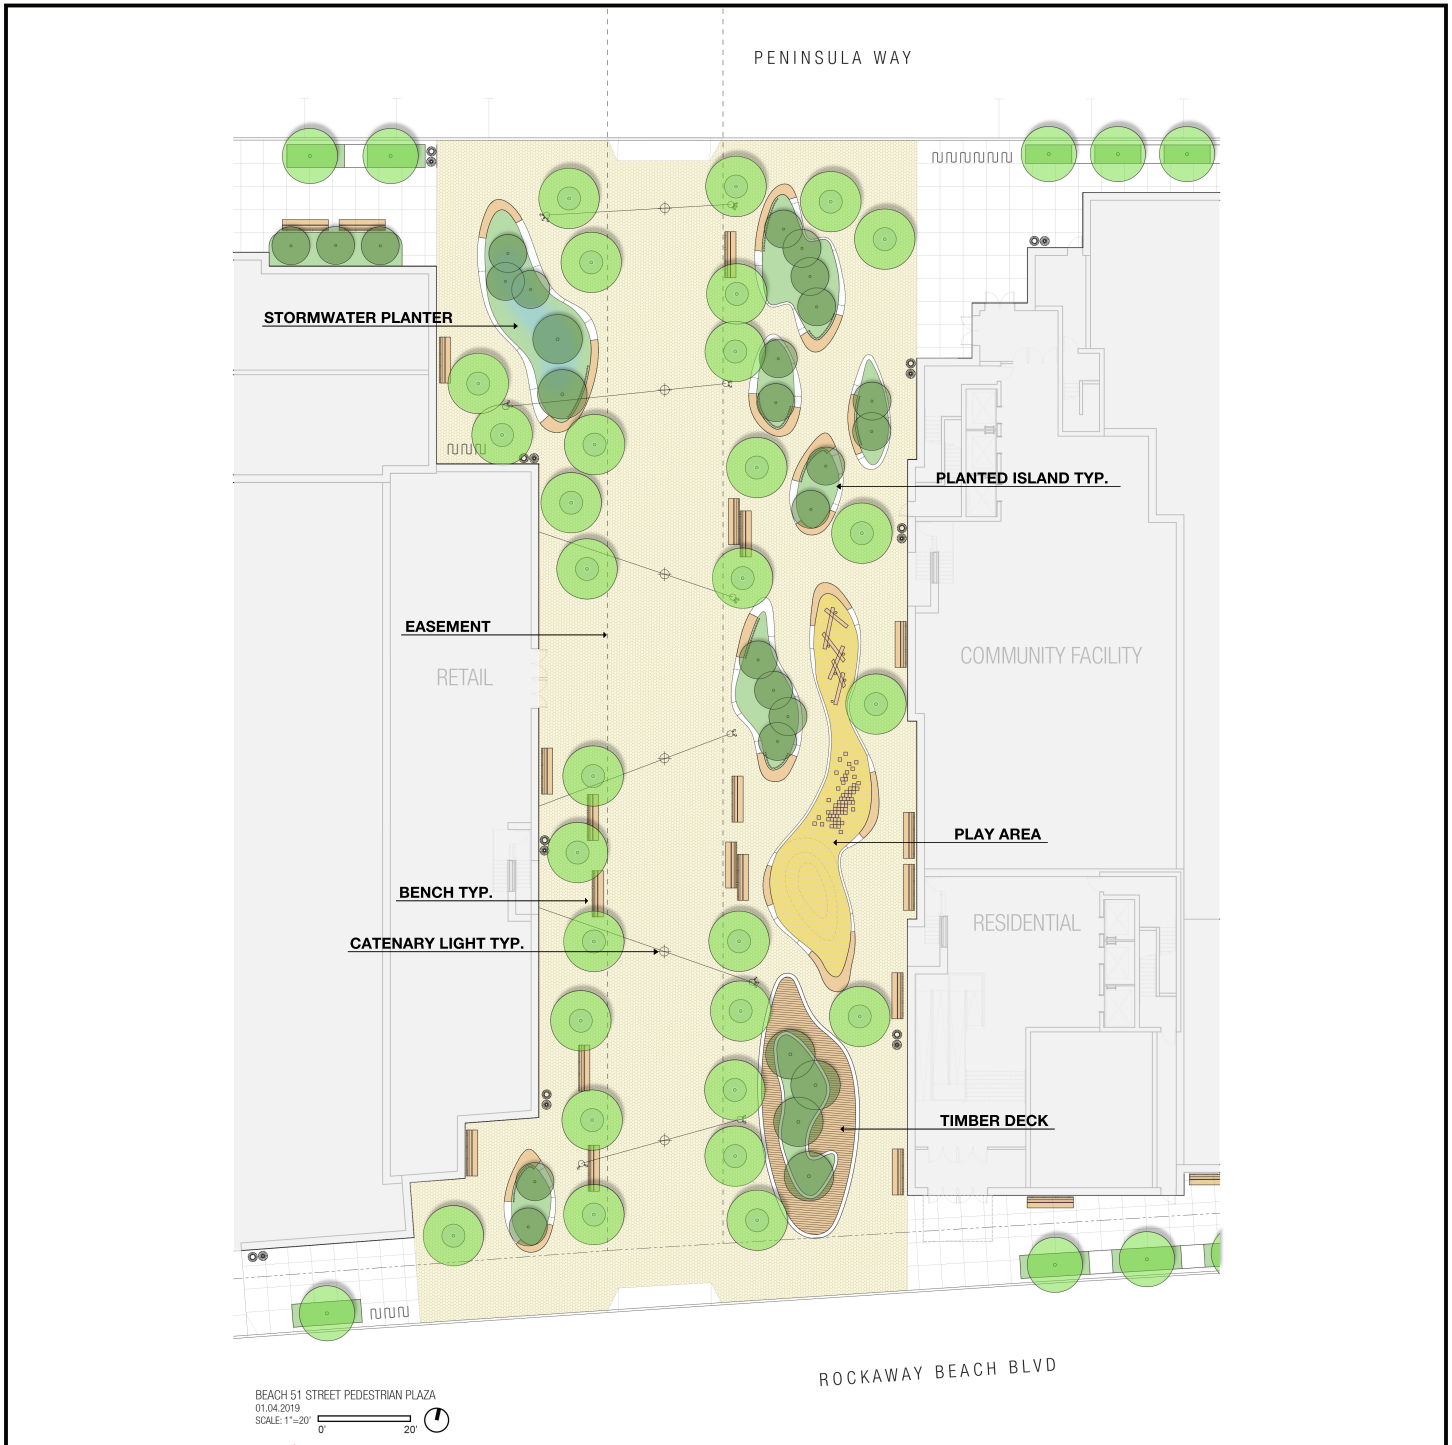 PENINSULA WAY
STORMWATER PLANTER
PLANTED ISLAND TYP.
EASEMENT
RETAIL
COMMUNITY FACILITY
PLAY AREA
BENCH TYP.
RESIDENTIAL
CATENARY LIGHT TYP.
TIMBER DECK
ROCKAWAY BEACH BLVD
BEACH 51 STREET PEDESTRIAN PLAZA
01.04.2019
SCALE: 1"=20'
0' 20'